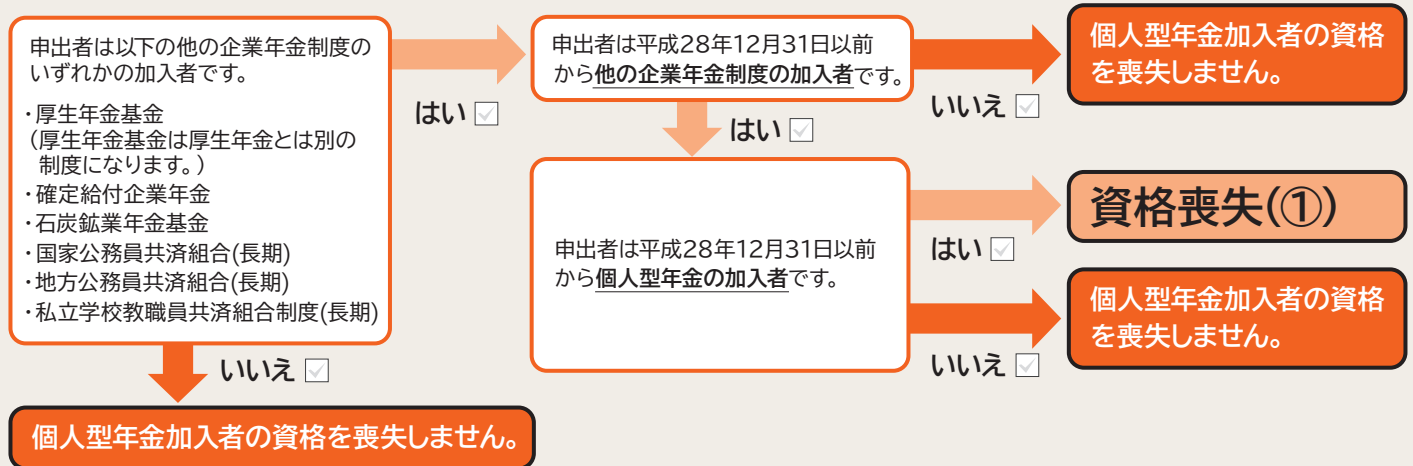 申出者は以下の他の企業年金制度の
いずれかの加入者です。
・厚生年金基金
(厚生年金基金は厚生年金とは別の
制度になります。)
・確定給付企業年金
・石炭鉱業年金基金
・国家公務員共済組合(長期)
・地方公務員共済組合(長期)
・私立学校教職員共済組合制度(長期)
はい
いいえ
個人型年金加入者の資格を喪失しません。
申出者は平成28年12月31日以前
から他の企業年金制度の加入者です。
いいえ
個人型年金加入者の資格
を喪失しません。
はい
申出者は平成28年12月31日以前
から個人型年金の加入者です。
はい
資格喪失(①)
いいえ
個人型年金加入者の資格
を喪失しません。